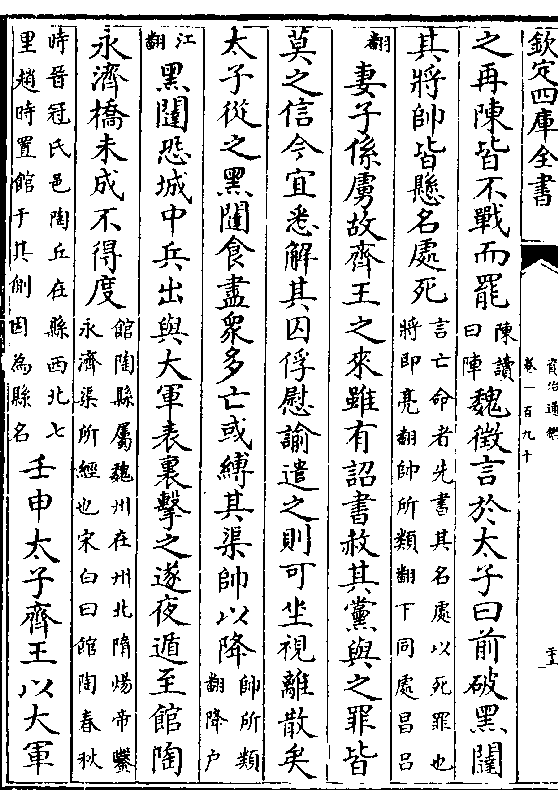 欽定四庫全書
資治通鑑
卷一百九十
之再陳皆不戰而罷陳讀曰陣魏徵言於太子曰前破黑闥
其將帥皆懸名處死言亡命者先書其名處以死罪也將即亮翻帥所類翻下同處昌呂
翻妻子係虜故齊王之來雖有詔書赦其黨與之罪皆
莫之信今宜悉解其囚俘慰諭遣之則可坐視離散矣
太子從之黑闥食盡衆多亡或縛其渠帥以降帥所類翻降户
江翻黑闥恐城中兵出與大軍表裏擊之遂夜遁至館陶
永濟橋未成不得度館陶縣屬魏州在州北隋煬帝鑿永濟渠所經也宋白曰館陶春秋
時晉冠氏邑陶丘在縣西北七里趙時置館于其側因為縣名壬申太子齊王以大軍